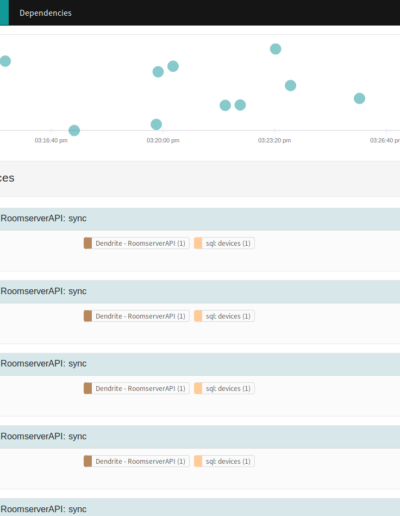 Dependencies
03:16:40 pm 03:20:00 pm 03:23:20 pm 03:26:40 pm
ces
RoomserverAPI: sync
Dendrite - RoomserverAPI (1) sql: devices (1)
RoomserverAPI: sync
Dendrite - RoomserverAPI (1) sql: devices (1)
RoomserverAPI: sync
Dendrite - RoomserverAPI (1) sql: devices (1)
RoomserverAPI: sync
Dendrite - RoomserverAPI (1) sql: devices (1)
RoomserverAPI: sync